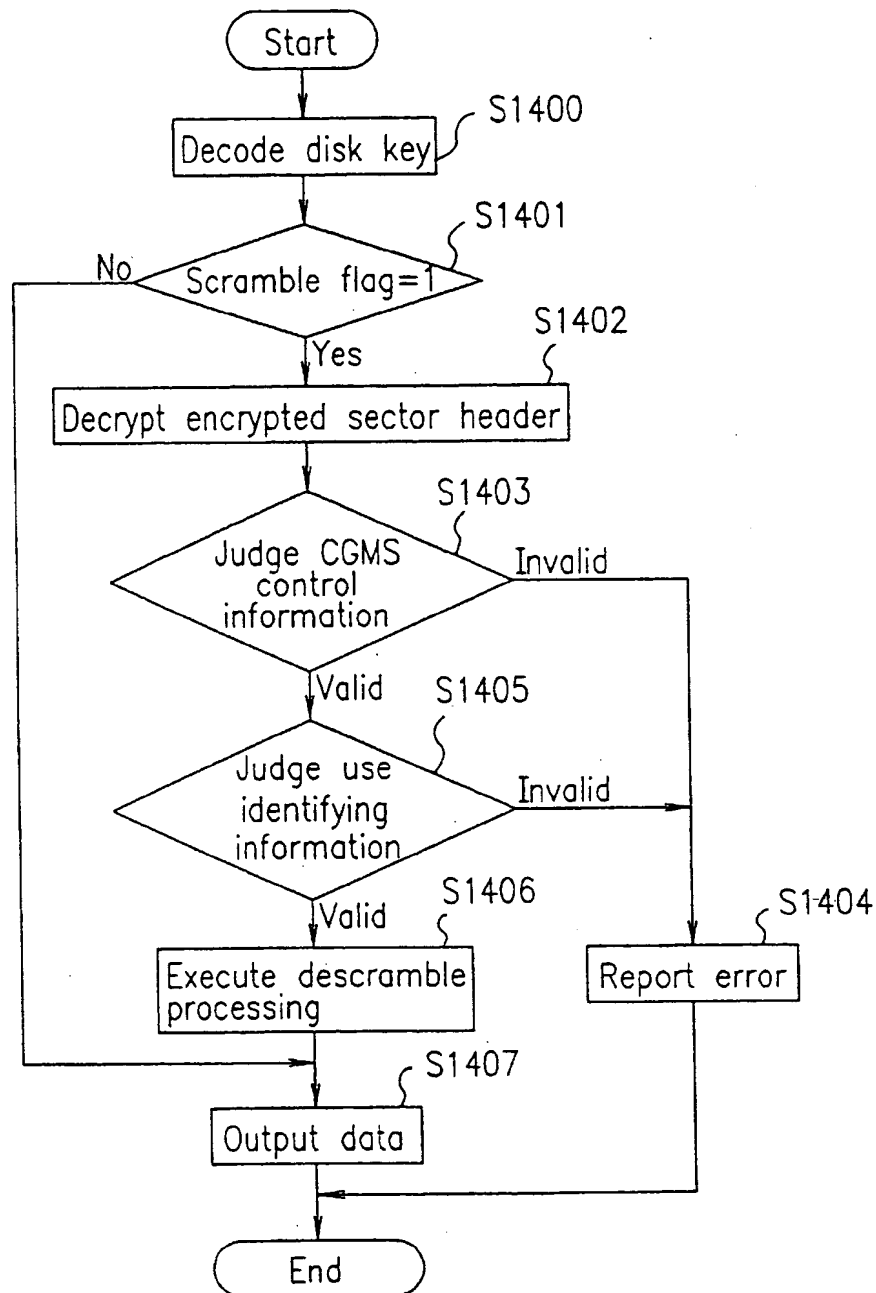 Start
S1400
Decode disk key
S1401
No
Scramble flag=1
Yes
S1402
Decrypt encrypted sector header
S1403
Judge CGMS
control
information
Invalid
Valid
S1405
Judge use
identifying
information
Invalid
Valid
S1406
Execute descramble
processing
S1404
Report error
S1407
Output data
End